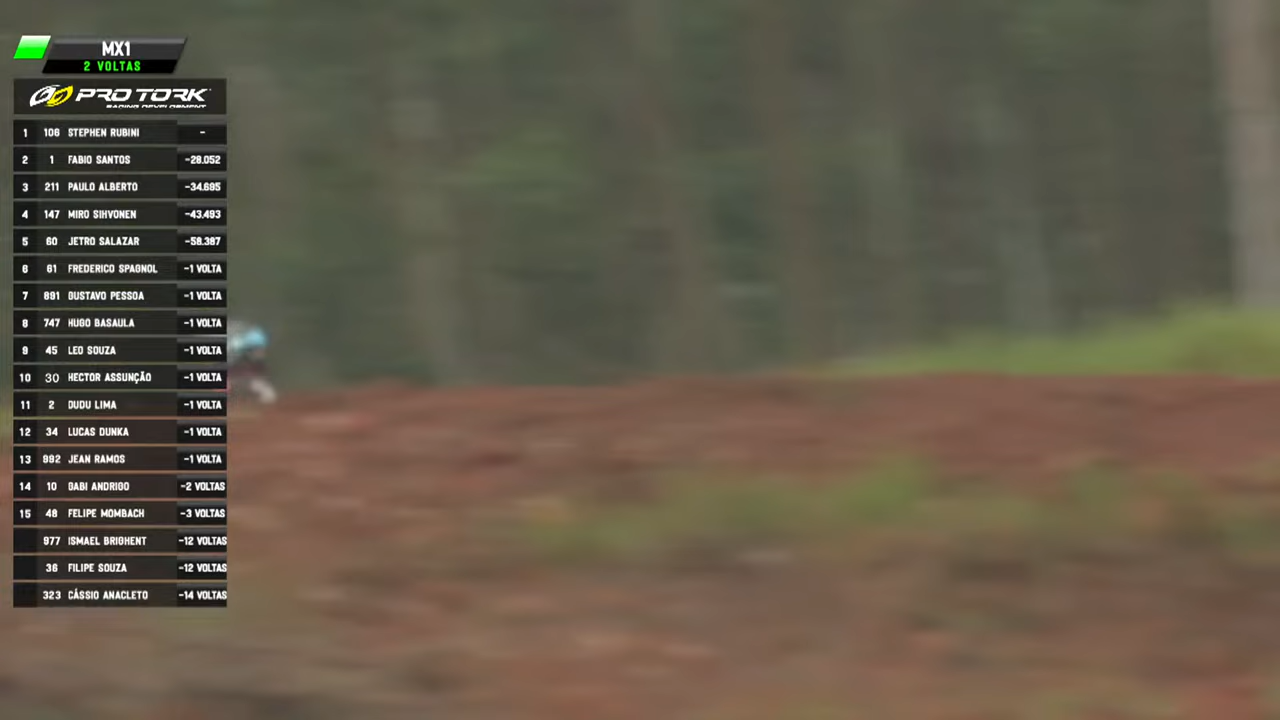 MX1
2 VOLTAS
PRO TORK
RACING DEVELOPMENT
1 106 STEPHEN RUBINI -
2 1 FABIO SANTOS -28.052
3 211 PAULO ALBERTO -34.695
4 147 MIRO SIHVONEN -43.493
5 60 JETRO SALAZAR -58.387
6 61 FREDERICO SPAGNOL -1 VOLTA
7 891 GUSTAVO PESSOA -1 VOLTA
8 747 HUGO BASAULA -1 VOLTA
9 45 LEO SOUZA -1 VOLTA
10 30 HECTOR ASSUNÇÃO -1 VOLTA
11 2 DUDU LIMA -1 VOLTA
12 34 LUCAS DUNKA -1 VOLTA
13 992 JEAN RAMOS -1 VOLTA
14 10 GABI ANDRIGO -2 VOLTAS
15 48 FELIPE MOMBACH -3 VOLTAS
977 ISMAEL BRIGHENT -12 VOLTAS
36 FILIPE SOUZA -12 VOLTAS
323 CÁSSIO ANACLETO -14 VOLTAS